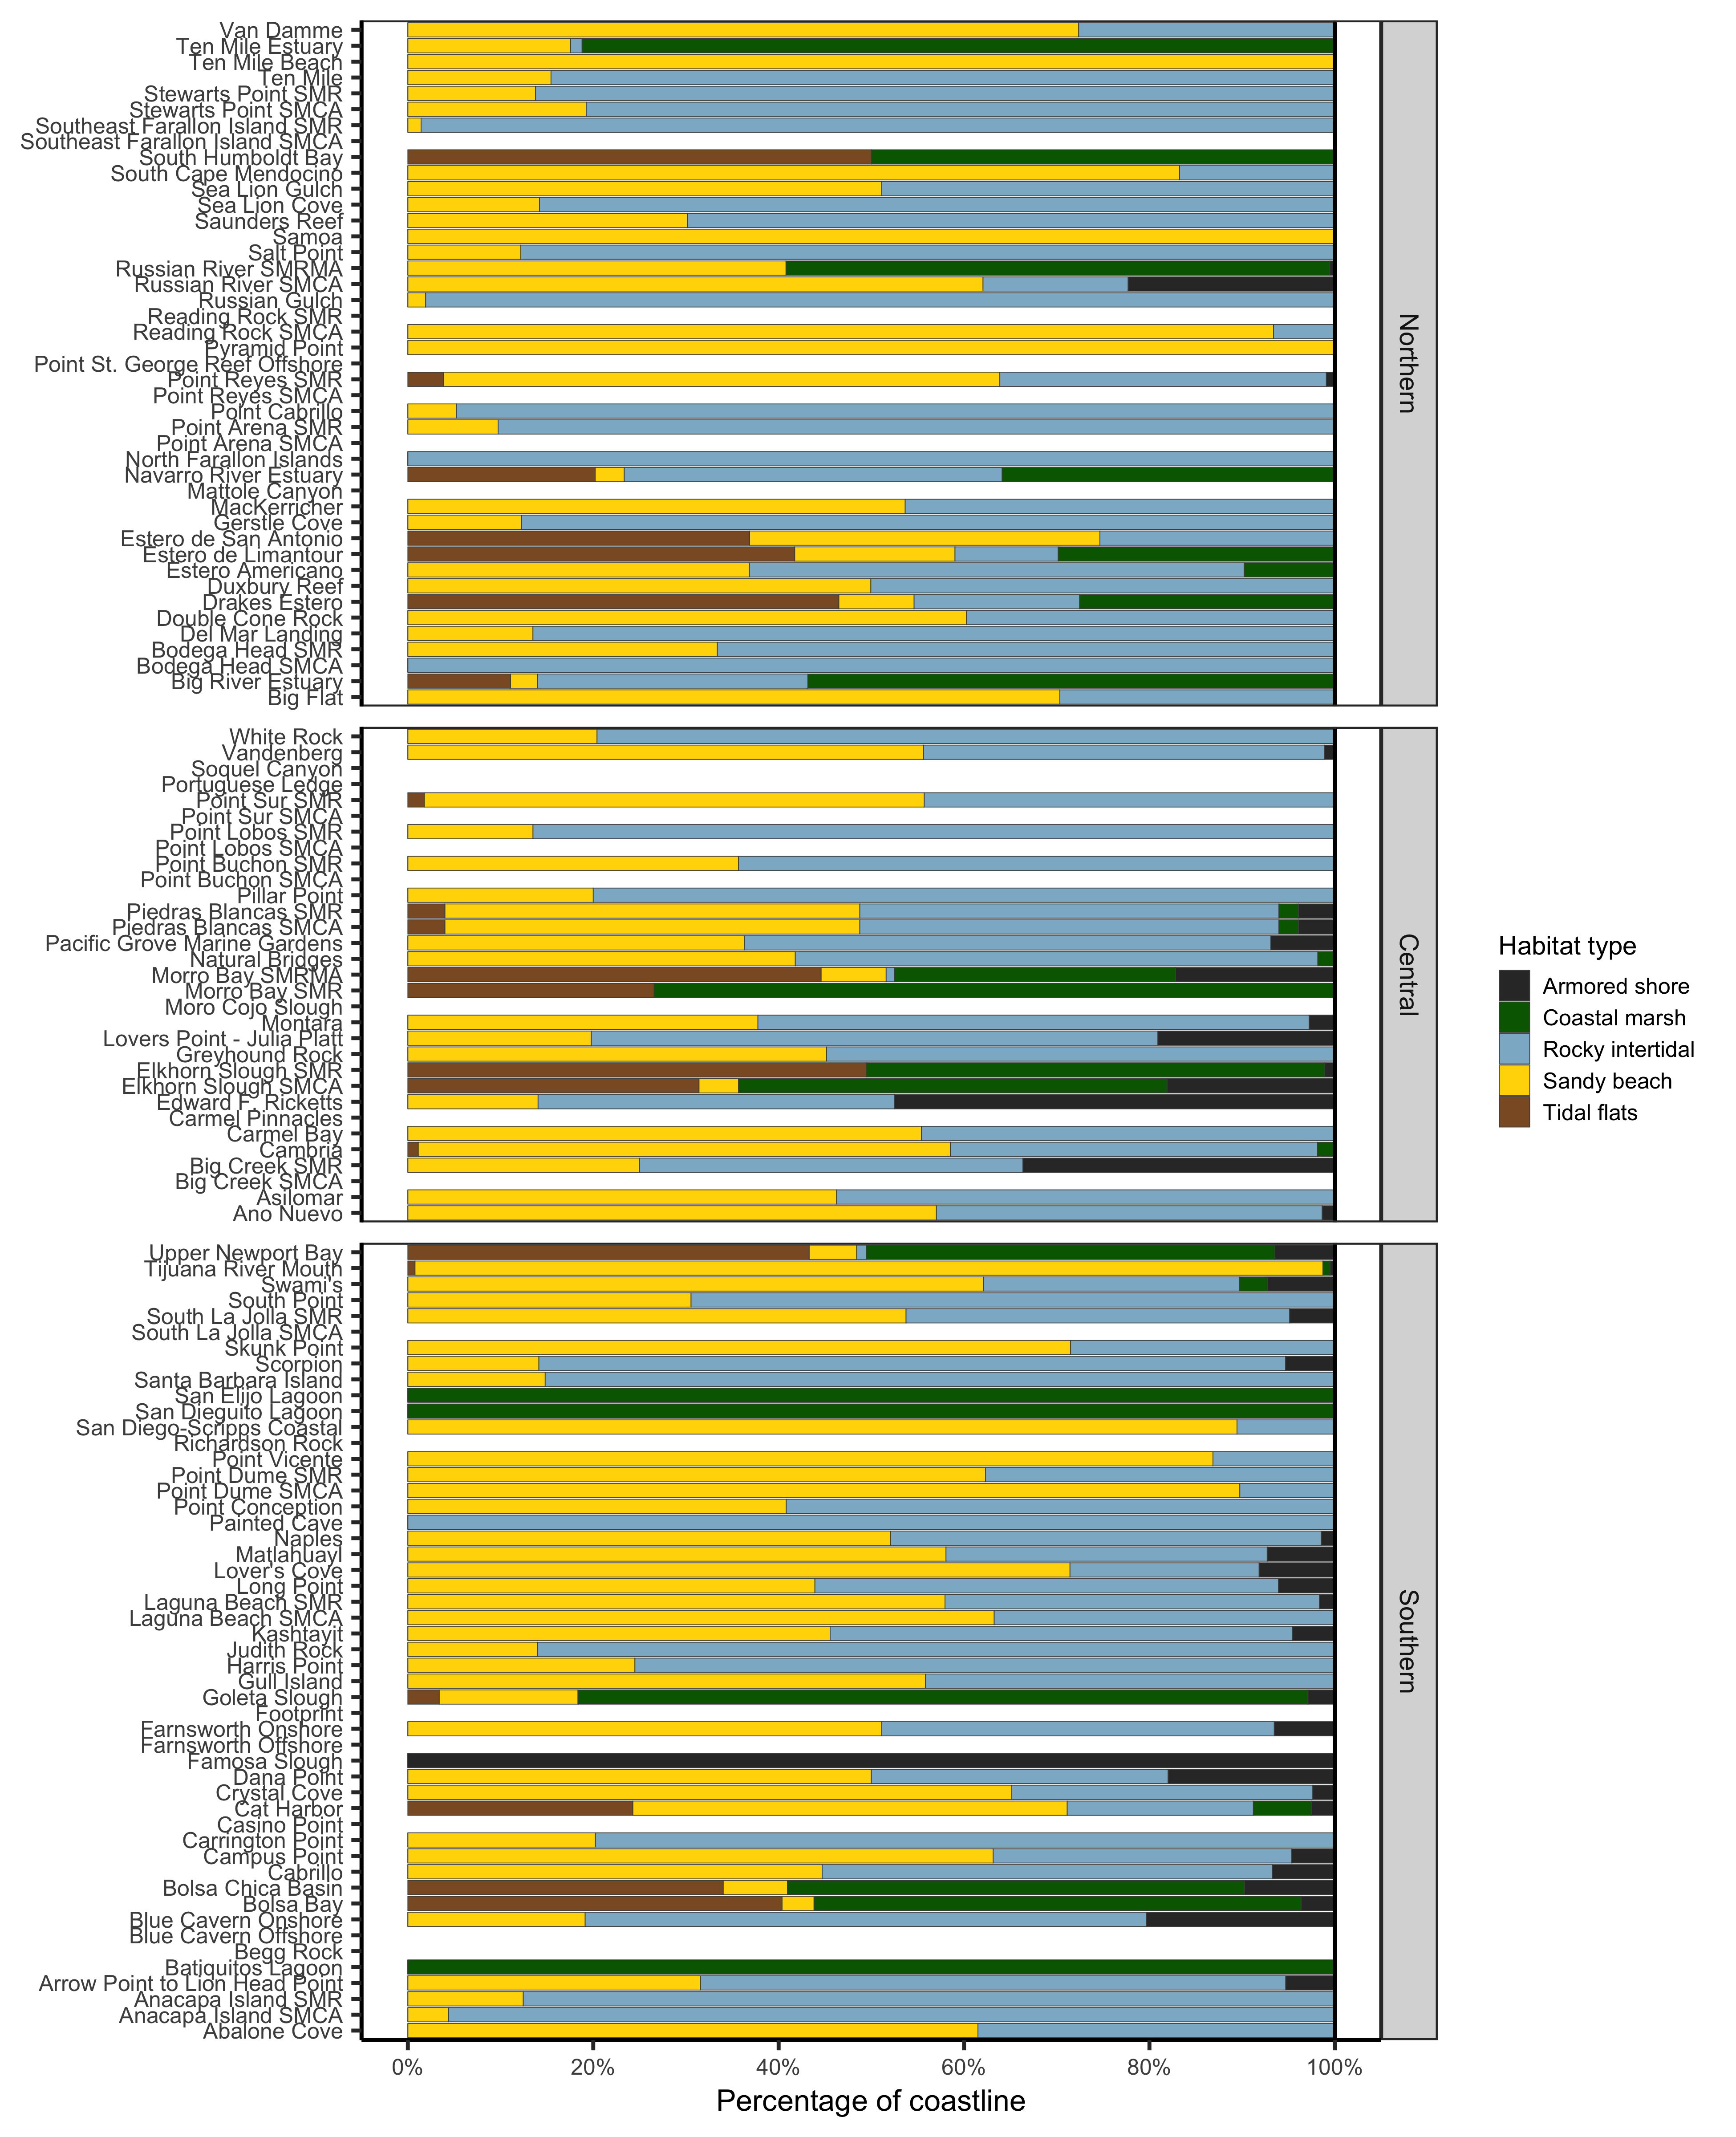 Van Damme
Ten Mile Estuary
Ten Mile Beach
Ten Mile
Stewarts Point SMR
Stewarts Point SMCA
Southeast Farallon Island SMR
Southeast Farallon Island SMCA
South Humboldt Bay
South Cape Mendocino
Sea Lion Gulch
Sea Lion Cove
Saunders Reef
Samoa
Salt Point
Russian River SMRMA
Russian River SMCA
Russian Gulch
Reading Rock SMR
Reading Rock SMCA
Pyramid Point
Point St. George Reef Offshore
Point Reyes SMR
Point Reyes SMCA
Point Cabrillo
Point Arena SMR
Point Arena SMCA
North Farallon Islands
Navarro River Estuary
Mattole Canyon
MacKerricher
Gerstle Cove
Estero de San Antonio
Estero de Limantour
Estero Americano
Duxbury Reef
Drakes Estero
Double Cone Rock
Del Mar Landing
Bodega Head SMR
Bodega Head SMCA
Big River Estuary
Big Flat
Northern
White Rock
Vandenberg
Soquel Canyon
Portuguese Ledge
Point Sur SMR
Point Sur SMCA
Point Lobos SMR
Point Lobos SMCA
Point Buchon SMR
Point Buchon SMCA
Pillar Point
Piedras Blancas SMR
Piedras Blancas SMCA
Pacific Grove Marine Gardens
Natural Bridges
Morro Bay SMRMA
Morro Bay SMR
Moro Cojo Slough
Montara
Lovers Point - Julia Platt
Greyhound Rock
Elkhorn Slough SMR
Elkhorn Slough SMCA
Edward F. Ricketts
Carmel Pinnacles
Carmel Bay
Cambria
Big Creek SMR
Big Creek SMCA
Asilomar
Ano Nuevo
Central
Habitat type
Armored shore
Coastal marsh
Rocky intertidal
Sandy beach
Tidal flats
Upper Newport Bay
Tijuana River Mouth
Swami's
South Point
South La Jolla SMR
South La Jolla SMCA
Skunk Point
Scorpion
Santa Barbara Island
San Elijo Lagoon
San Dieguito Lagoon
San Diego-Scripps Coastal
Richardson Rock
Point Vicente
Point Dume SMR
Point Dume SMCA
Point Conception
Painted Cave
Naples
Matlahuayl
Lover's Cove
Long Point
Laguna Beach SMR
Laguna Beach SMCA
Kashtayit
Judith Rock
Harris Point
Gull Island
Goleta Slough
Footprint
Farnsworth Onshore
Farnsworth Offshore
Famosa Slough
Dana Point
Crystal Cove
Cat Harbor
Casino Point
Carrington Point
Campus Point
Cabrillo
Bolsa Chica Basin
Bolsa Bay
Blue Cavern Onshore
Blue Cavern Offshore
Begg Rock
Batiquitos Lagoon
Arrow Point to Lion Head Point
Anacapa Island SMR
Anacapa Island SMCA
Abalone Cove
Southern
0%
20%
40%
60%
80%
100%
Percentage of coastline